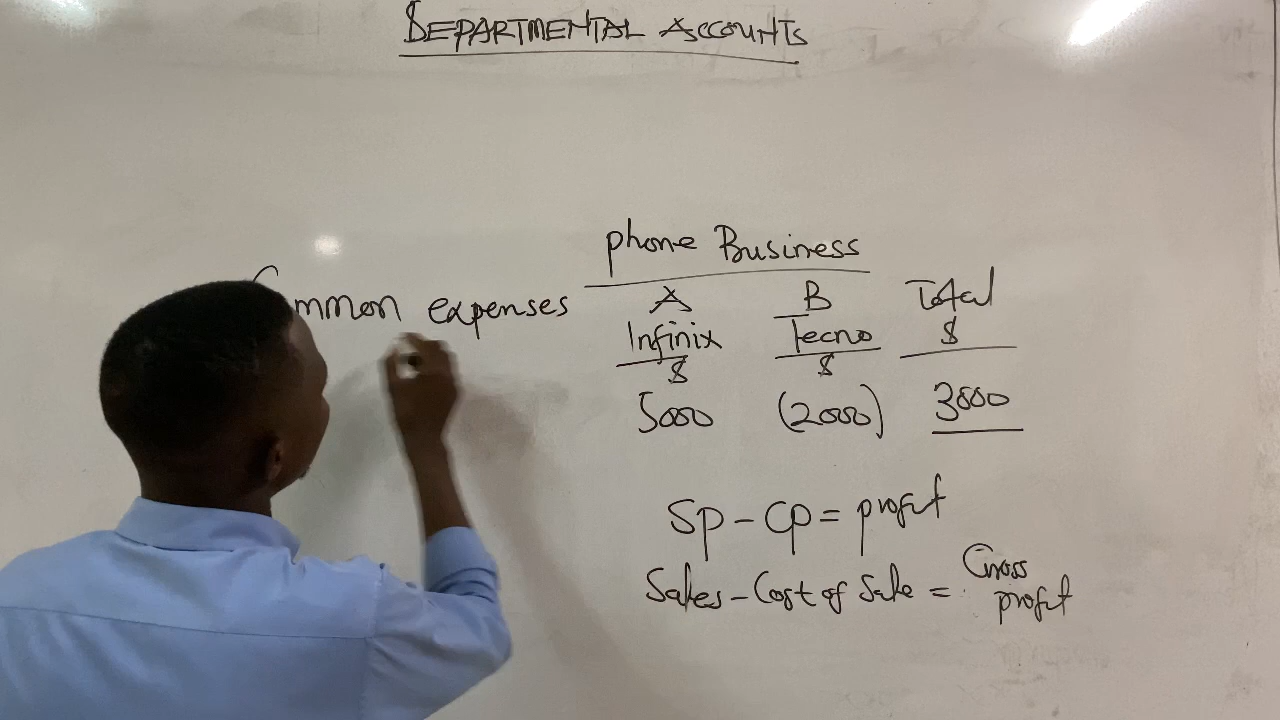 DEPARTMENTAL ACCOUNTS
phone Business
Common expenses
A B Total
Infinix Tecno $
$ $
5000 (2000) 3000
SP - CP = profit
Sales - Cost of Sale = Gross profit